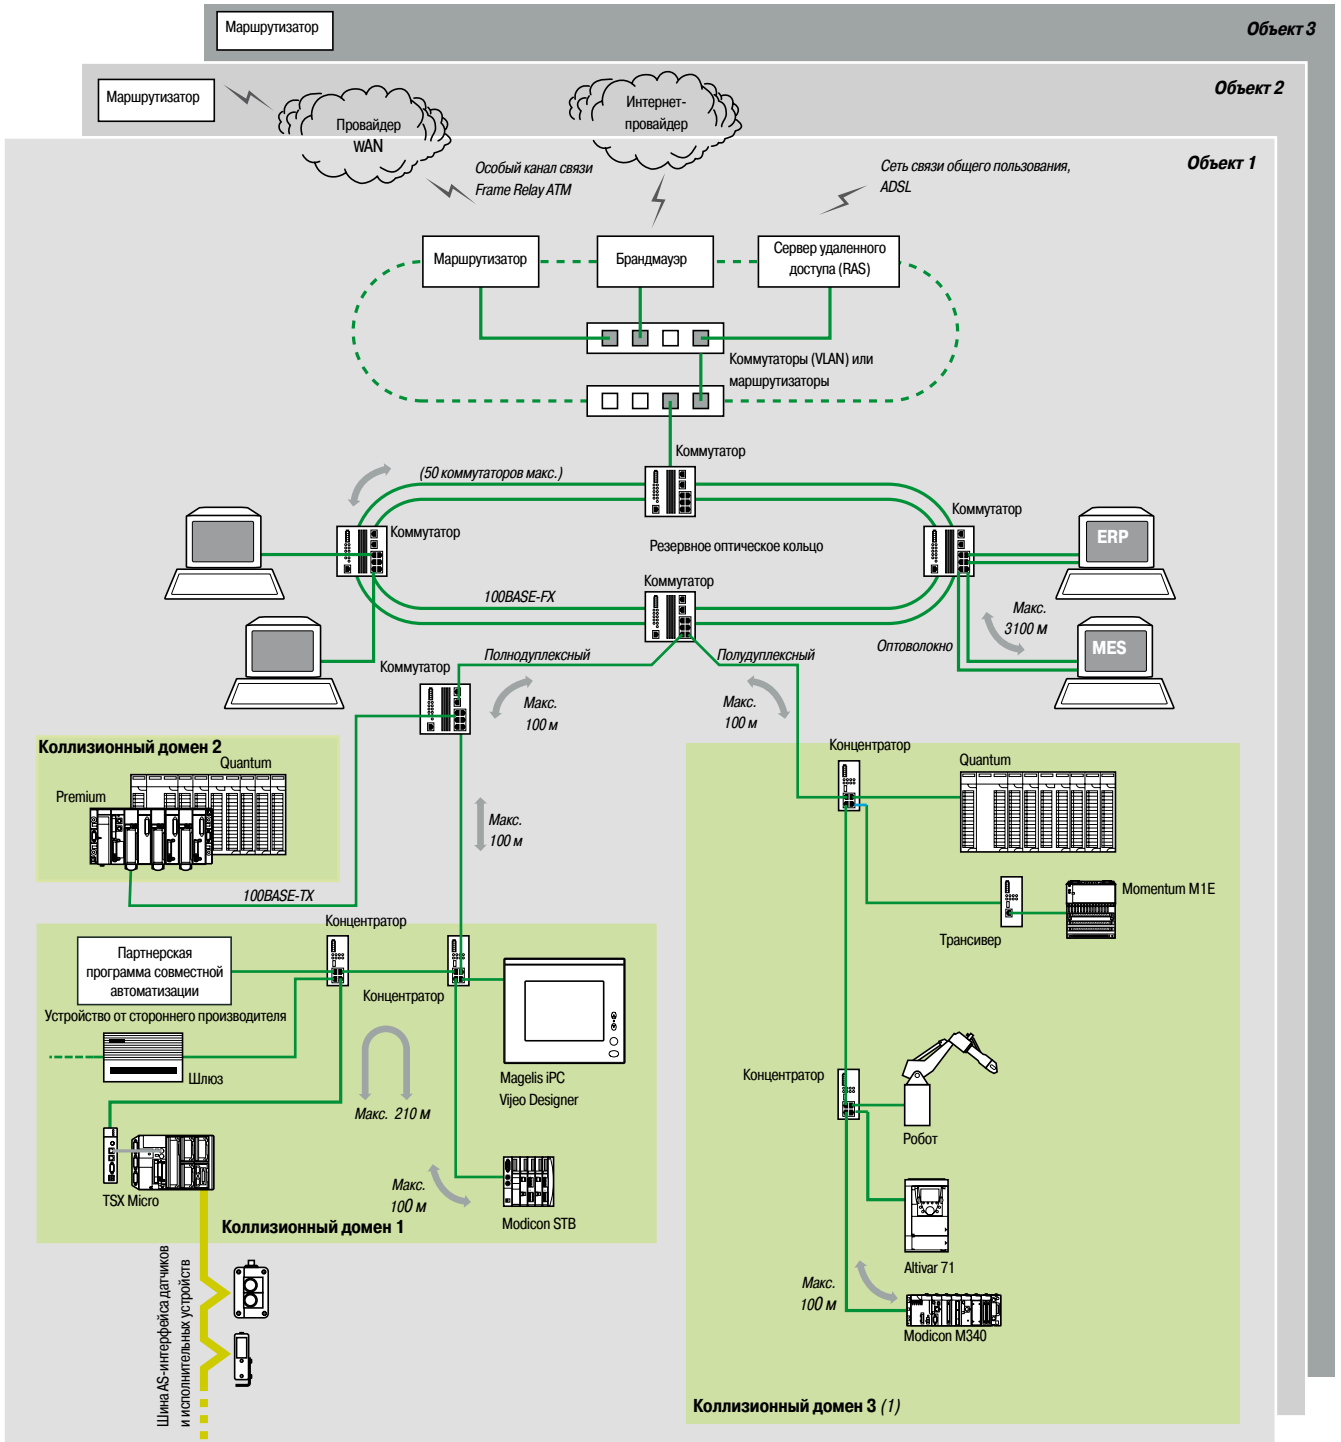 Маршрутизатор
Объект 3
Маршрутизатор
Объект 2
Провайдер
WAN
Интернет-
провайдер
Объект 1
Особый канал связи
Frame Relay ATM
Сеть связи общего пользования,
ADSL
Маршрутизатор
Брандмауэр
Сервер удаленного
доступа (RAS)
Коммутаторы (VLAN) или
маршрутизаторы
Коммутатор
(50 коммутаторов макс.)
Коммутатор
Коммутатор
ERP
Резервное оптическое кольцо
Коммутатор
100BASE-FX
Макс.
3100 м
Оптоволокно
MES
Полнодуплексный
Полудуплексный
Коммутатор
Макс.
100 м
Макс.
100 м
Коллизионный домен 2
Quantum
Premium
Макс.
100 м
100BASE-TX
Концентратор
Quantum
Momentum M1E
Трансивер
Концентратор
Партнерская
программа совместной
автоматизации
Концентратор
Устройство от стороннего производителя
Шлюз
Magelis iPC
Vijeo Designer
Макс. 210 м
TSX Micro
Макс.
100 м
Modicon STB
Коллизионный домен 1
Концентратор
Робот
Altivar 71
Макс.
100 м
Modicon M340
Шина AS-интерфейса датчиков
и исполнительных устройств
Коллизионный домен 3 (1)